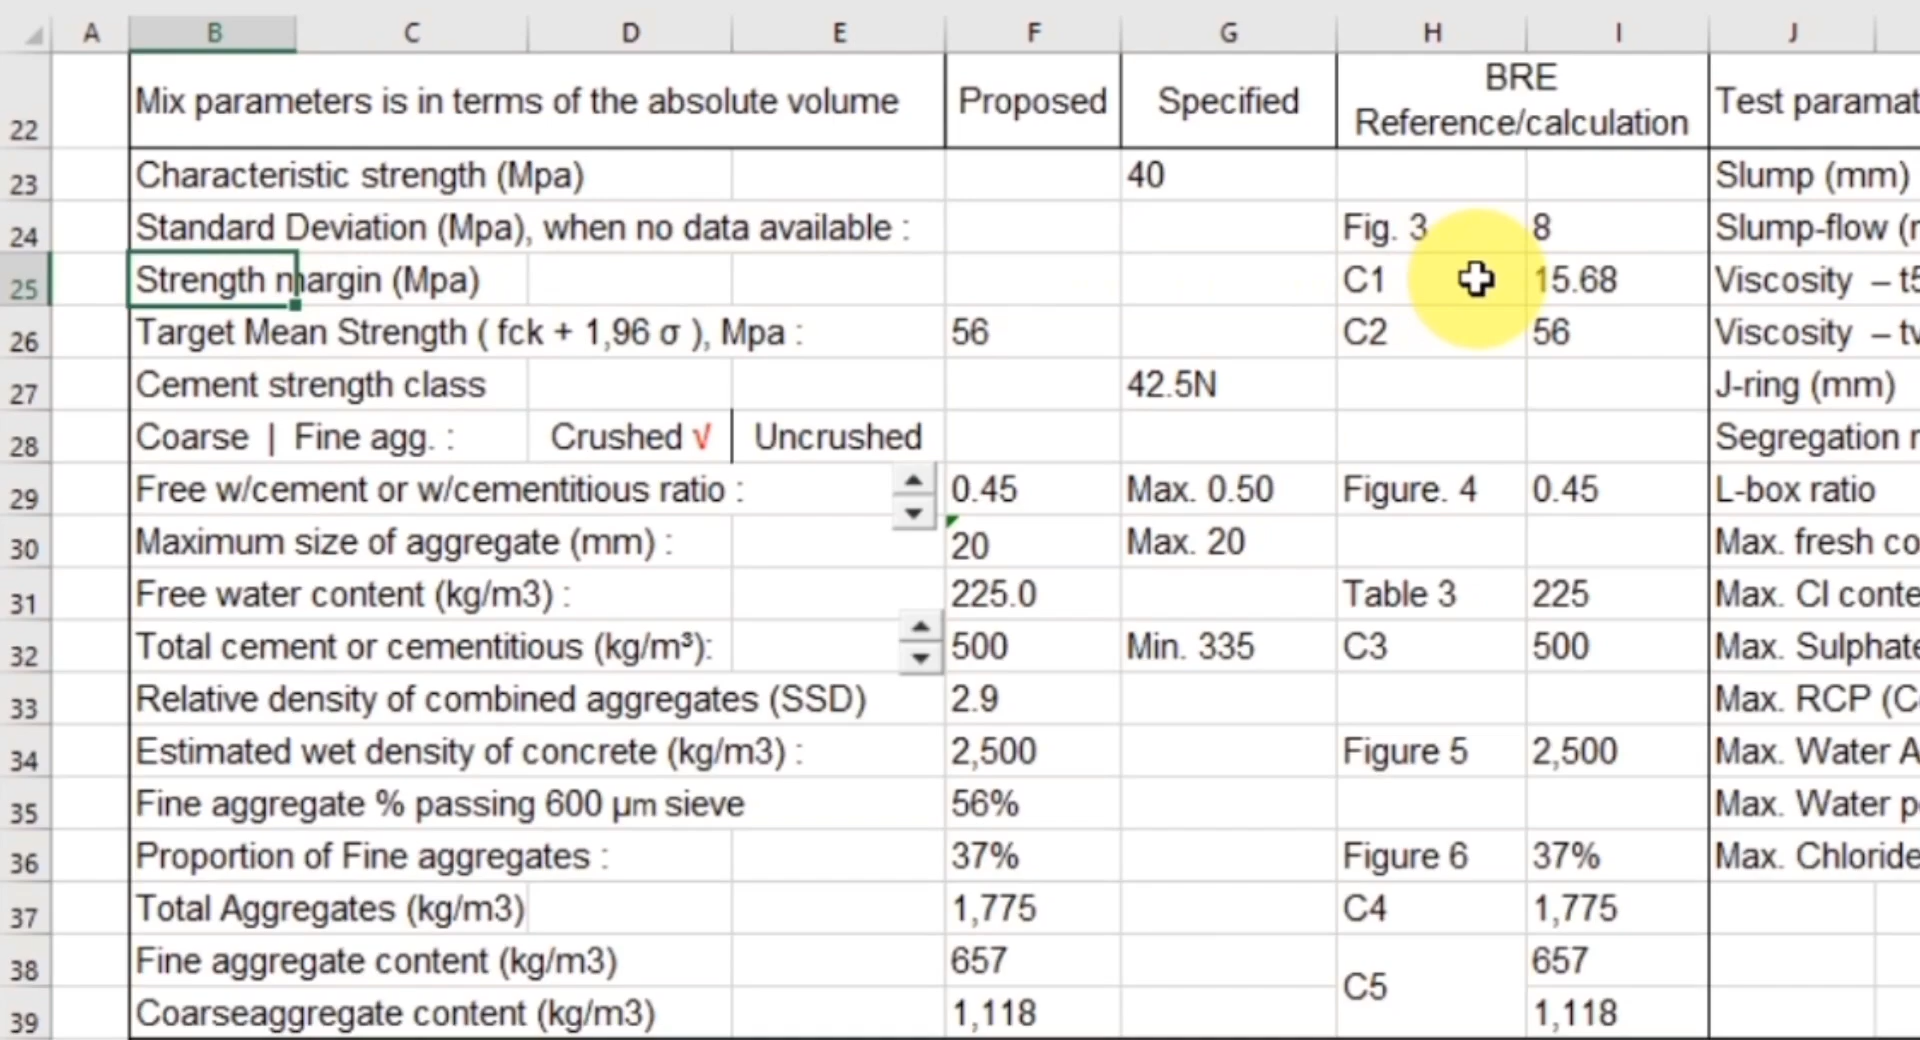 A B C D E F G H I J
22 Mix parameters is in terms of the absolute volume Proposed Specified BRE Reference/calculation Test
23 Characteristic strength (Mpa) 40 Slump (mm)
24 Standard Deviation (Mpa), when no data available : Fig. 3 8 Slump-flow
25 Strength margin (Mpa) C1 15.68 Viscosity –
26 Target Mean Strength ( fck + 1,96 σ ), Mpa : 56 C2 56 Viscosity –
27 Cement strength class 42.5N J-ring (mm)
28 Coarse | Fine agg. : Crushed √ Uncrushed Segregation
29 Free w/cement or w/cementitious ratio : 0.45 Max. 0.50 Figure. 4 0.45 L-box ratio
30 Maximum size of aggregate (mm) : 20 Max. 20 Max. fresh
31 Free water content (kg/m3) : 225.0 Table 3 225 Max. Cl
32 Total cement or cementitious (kg/m³): 500 Min. 335 C3 500 Max.
33 Relative density of combined aggregates (SSD) 2.9 Max. RCP
34 Estimated wet density of concrete (kg/m3) : 2,500 Figure 5 2,500 Max. Water
35 Fine aggregate % passing 600 µm sieve 56% Max. Water
36 Proportion of Fine aggregates : 37% Figure 6 37% Max. Chloride
37 Total Aggregates (kg/m3) 1,775 C4 1,775
38 Fine aggregate content (kg/m3) 657 C5 657
39 Coarseaggregate content (kg/m3) 1,118 1,118